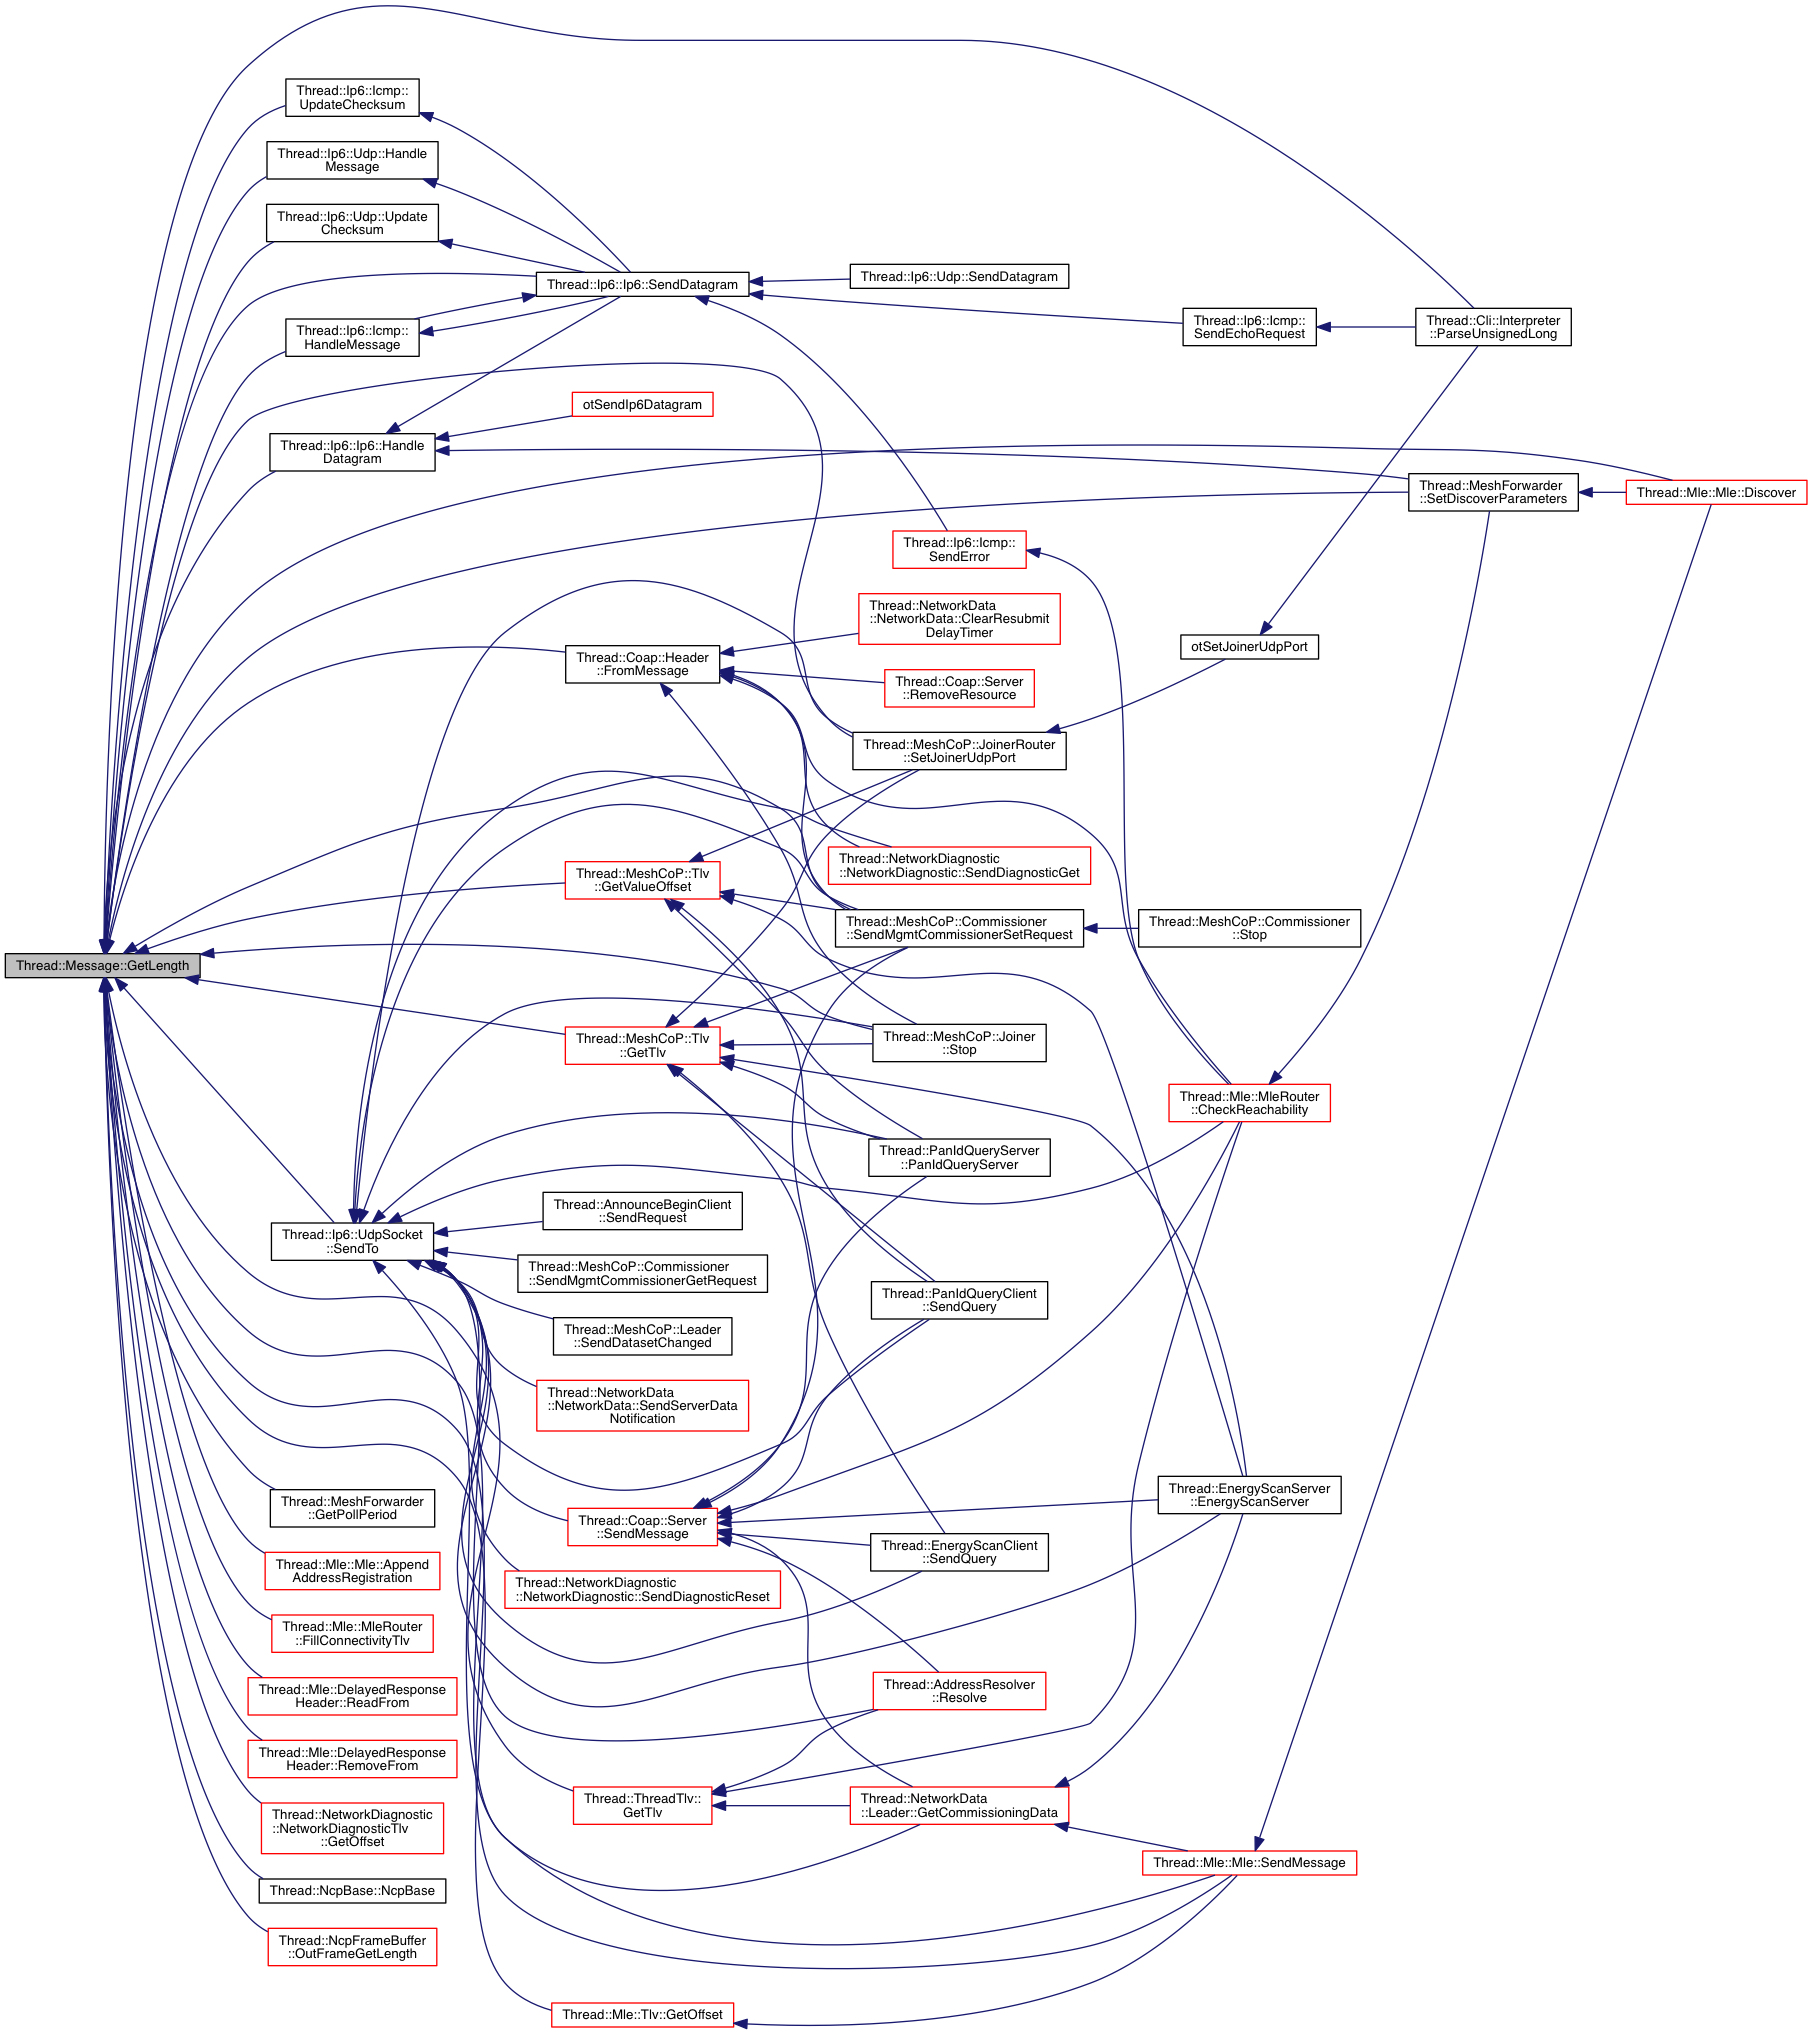 Thread::Ip6::Icmp::
UpdateChecksum
Thread::Ip6::Udp::Handle
Message
Thread::Ip6::Udp::Update
Checksum
Thread::Ip6::Ip6::SendDatagram
Thread::Ip6::Udp::SendDatagram
Thread::Ip6::Icmp::
HandleMessage
Thread::Ip6::Icmp::
SendEchoRequest
Thread::Cli::Interpreter
::ParseUnsignedLong
otSendIp6Datagram
Thread::Ip6::Ip6::Handle
Datagram
Thread::MeshForwarder
::SetDiscoverParameters
Thread::Mle::Mle::Discover
Thread::Ip6::Icmp::
SendError
Thread::NetworkData
::NetworkData::ClearResubmit
DelayTimer
otSetJoinerUdpPort
Thread::Coap::Header
::FromMessage
Thread::Coap::Server
::RemoveResource
Thread::MeshCoP::JoinerRouter
::SetJoinerUdpPort
Thread::NetworkDiagnostic
::NetworkDiagnostic::SendDiagnosticGet
Thread::MeshCoP::Tlv
::GetValueOffset
Thread::MeshCoP::Commissioner
::SendMgmtCommissionerSetRequest
Thread::MeshCoP::Commissioner
::Stop
Thread::Message::GetLength
Thread::MeshCoP::Tlv
::GetTlv
Thread::MeshCoP::Joiner
::Stop
Thread::Mle::MleRouter
::CheckReachability
Thread::PanIdQueryServer
::PanIdQueryServer
Thread::AnnounceBeginClient
::SendRequest
Thread::Ip6::UdpSocket
::SendTo
Thread::MeshCoP::Commissioner
::SendMgmtCommissionerGetRequest
Thread::PanIdQueryClient
::SendQuery
Thread::MeshCoP::Leader
::SendDatasetChanged
Thread::NetworkData
::NetworkData::SendServerData
Notification
Thread::EnergyScanServer
::EnergyScanServer
Thread::MeshForwarder
::GetPollPeriod
Thread::Coap::Server
::SendMessage
Thread::EnergyScanClient
::SendQuery
Thread::Mle::Mle::Append
AddressRegistration
Thread::NetworkDiagnostic
::NetworkDiagnostic::SendDiagnosticReset
Thread::Mle::MleRouter
::FillConnectivityTlv
Thread::Mle::DelayedResponse
Header::ReadFrom
Thread::AddressResolver
::Resolve
Thread::Mle::DelayedResponse
Header::RemoveFrom
Thread::ThreadTlv::
GetTlv
Thread::NetworkData
::Leader::GetCommissioningData
Thread::NetworkDiagnostic
::NetworkDiagnosticTlv
::GetOffset
Thread::Mle::Mle::SendMessage
Thread::NcpBase::NcpBase
Thread::NcpFrameBuffer
::OutFrameGetLength
Thread::Mle::Tlv::GetOffset